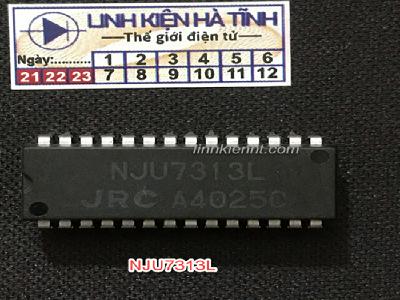 LINH KIỆN HÀ TĨNH
Thế giới điện tử
Ngày:.......... 1 2 3 4 5 6
21 22 23 7 8 9 10 11 12
linnkienht.com
NJU7313L
JRC A4025C
NJU7313L